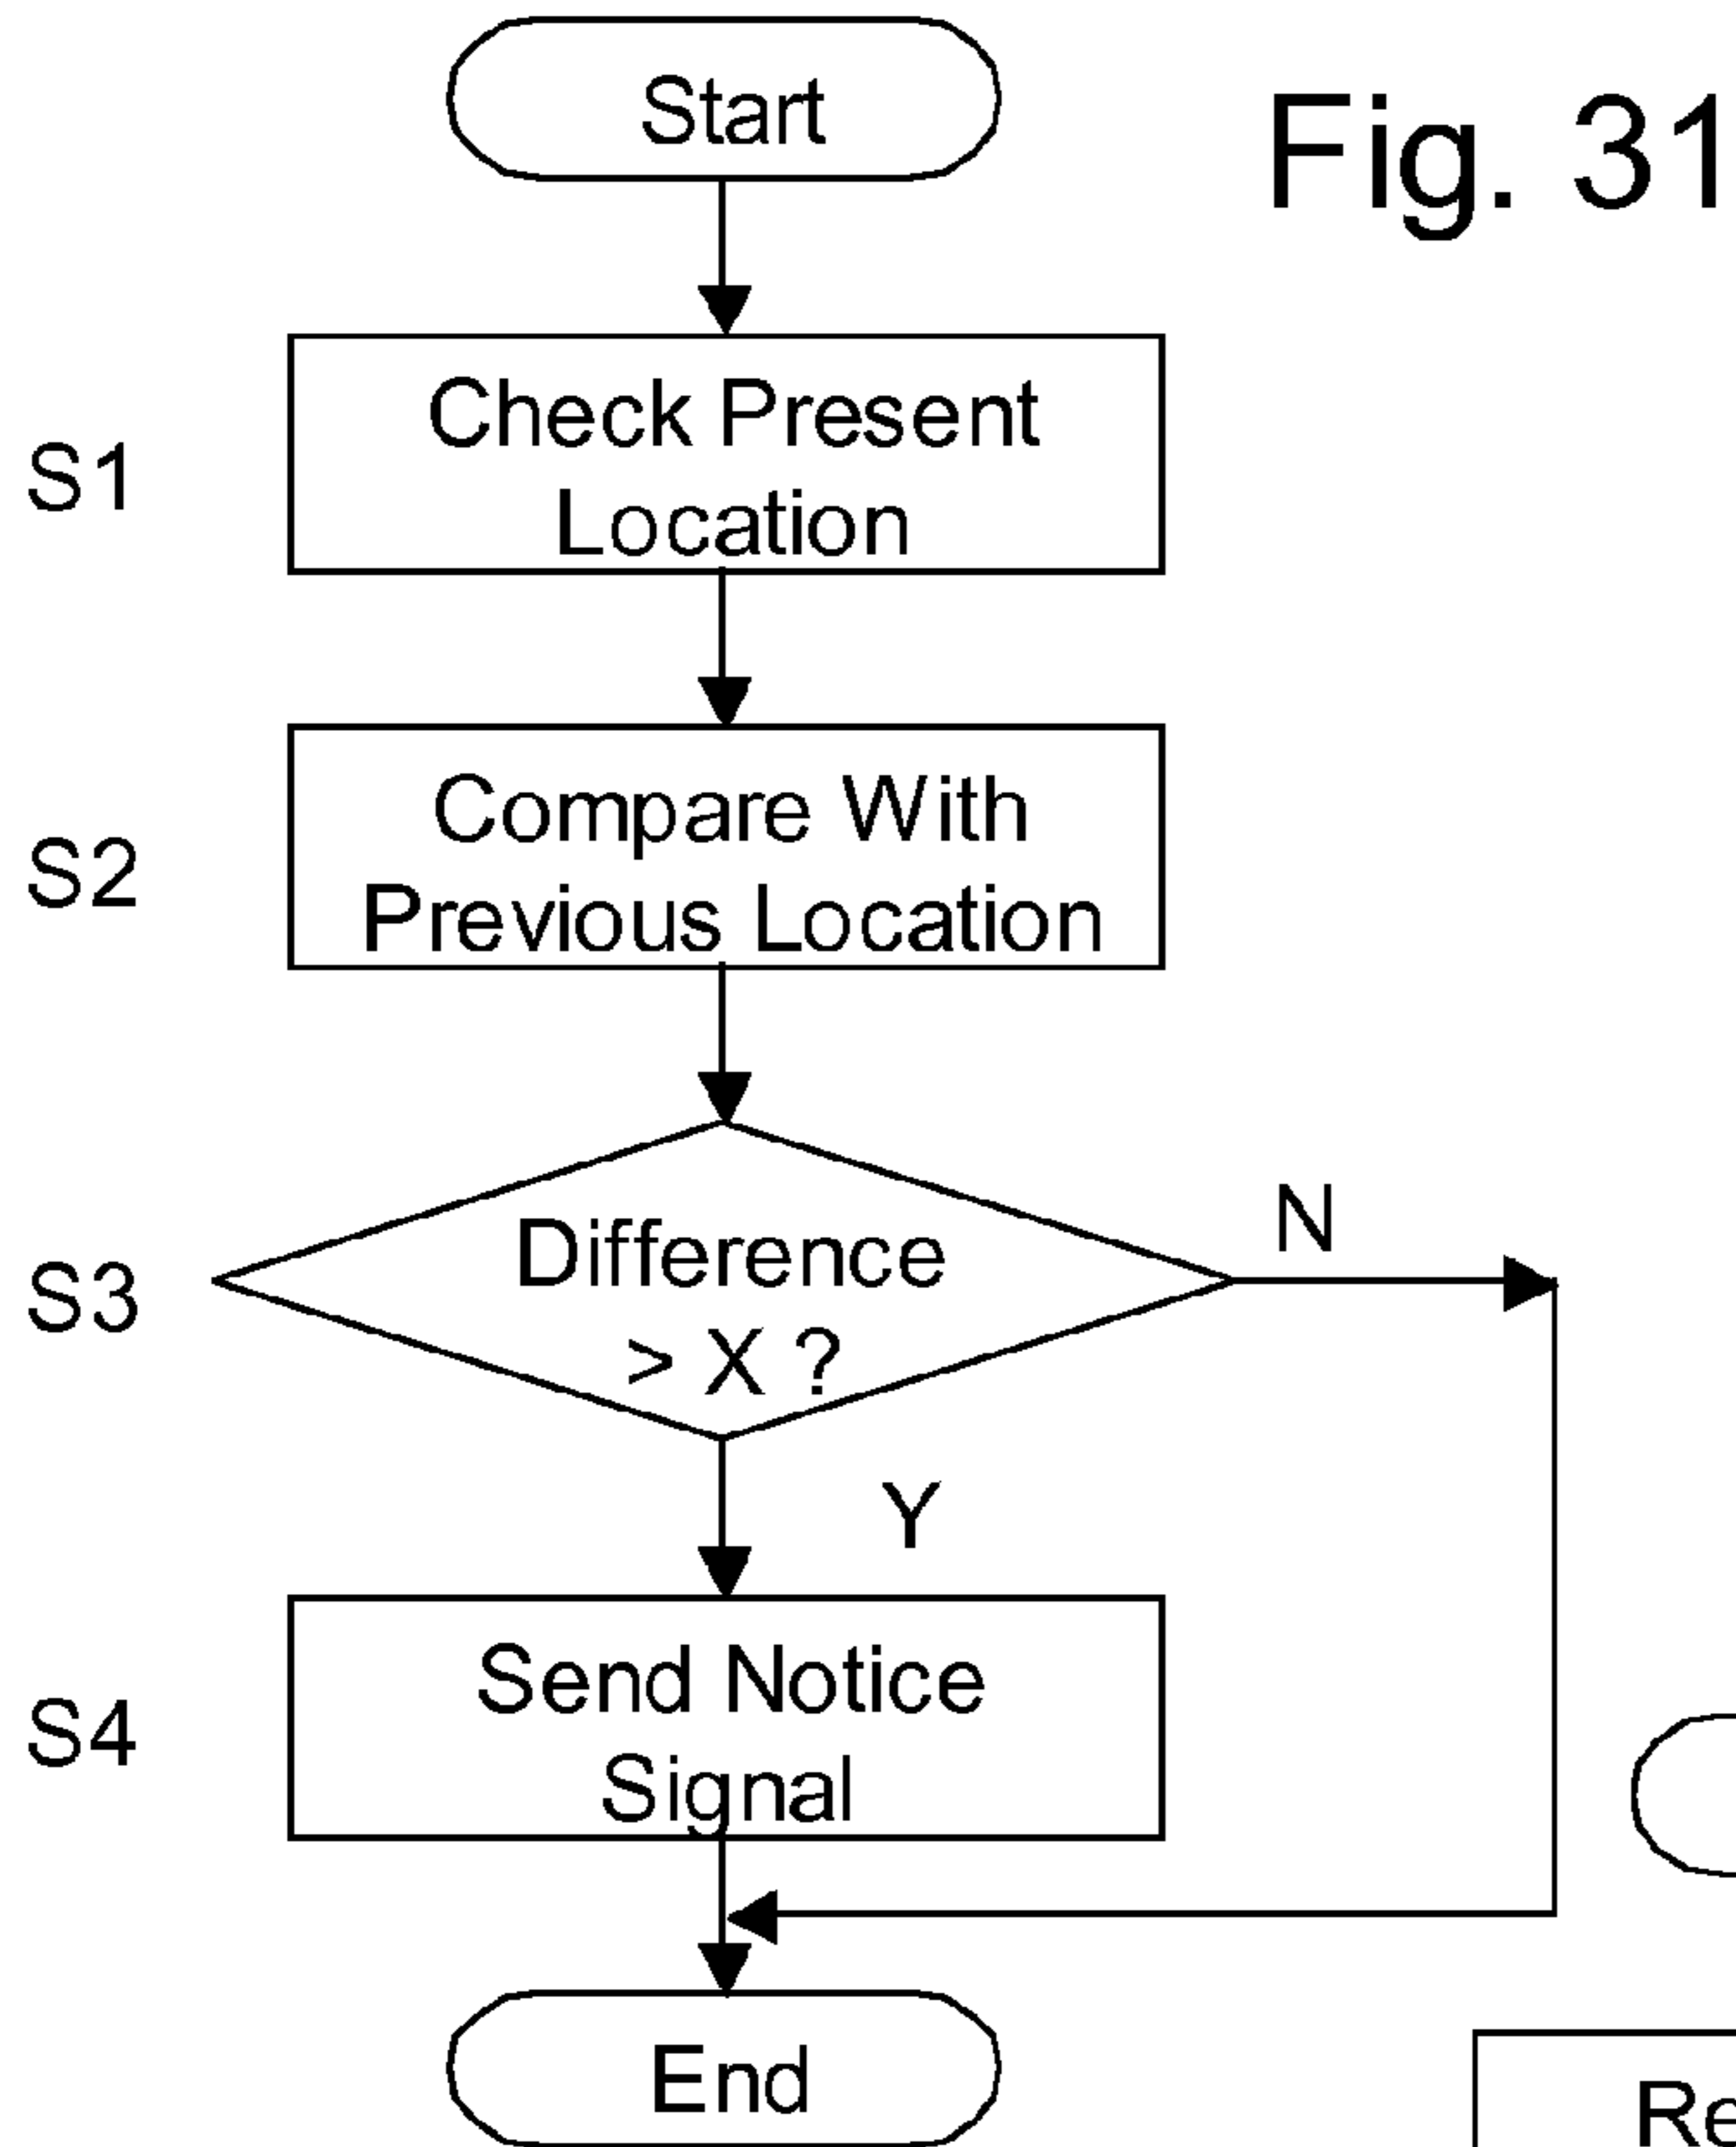 Start
Fig. 31
S1
Check Present
Location
S2
Compare With
Previous Location
S3
Difference
> X ?
N
Y
S4
Send Notice
Signal
End